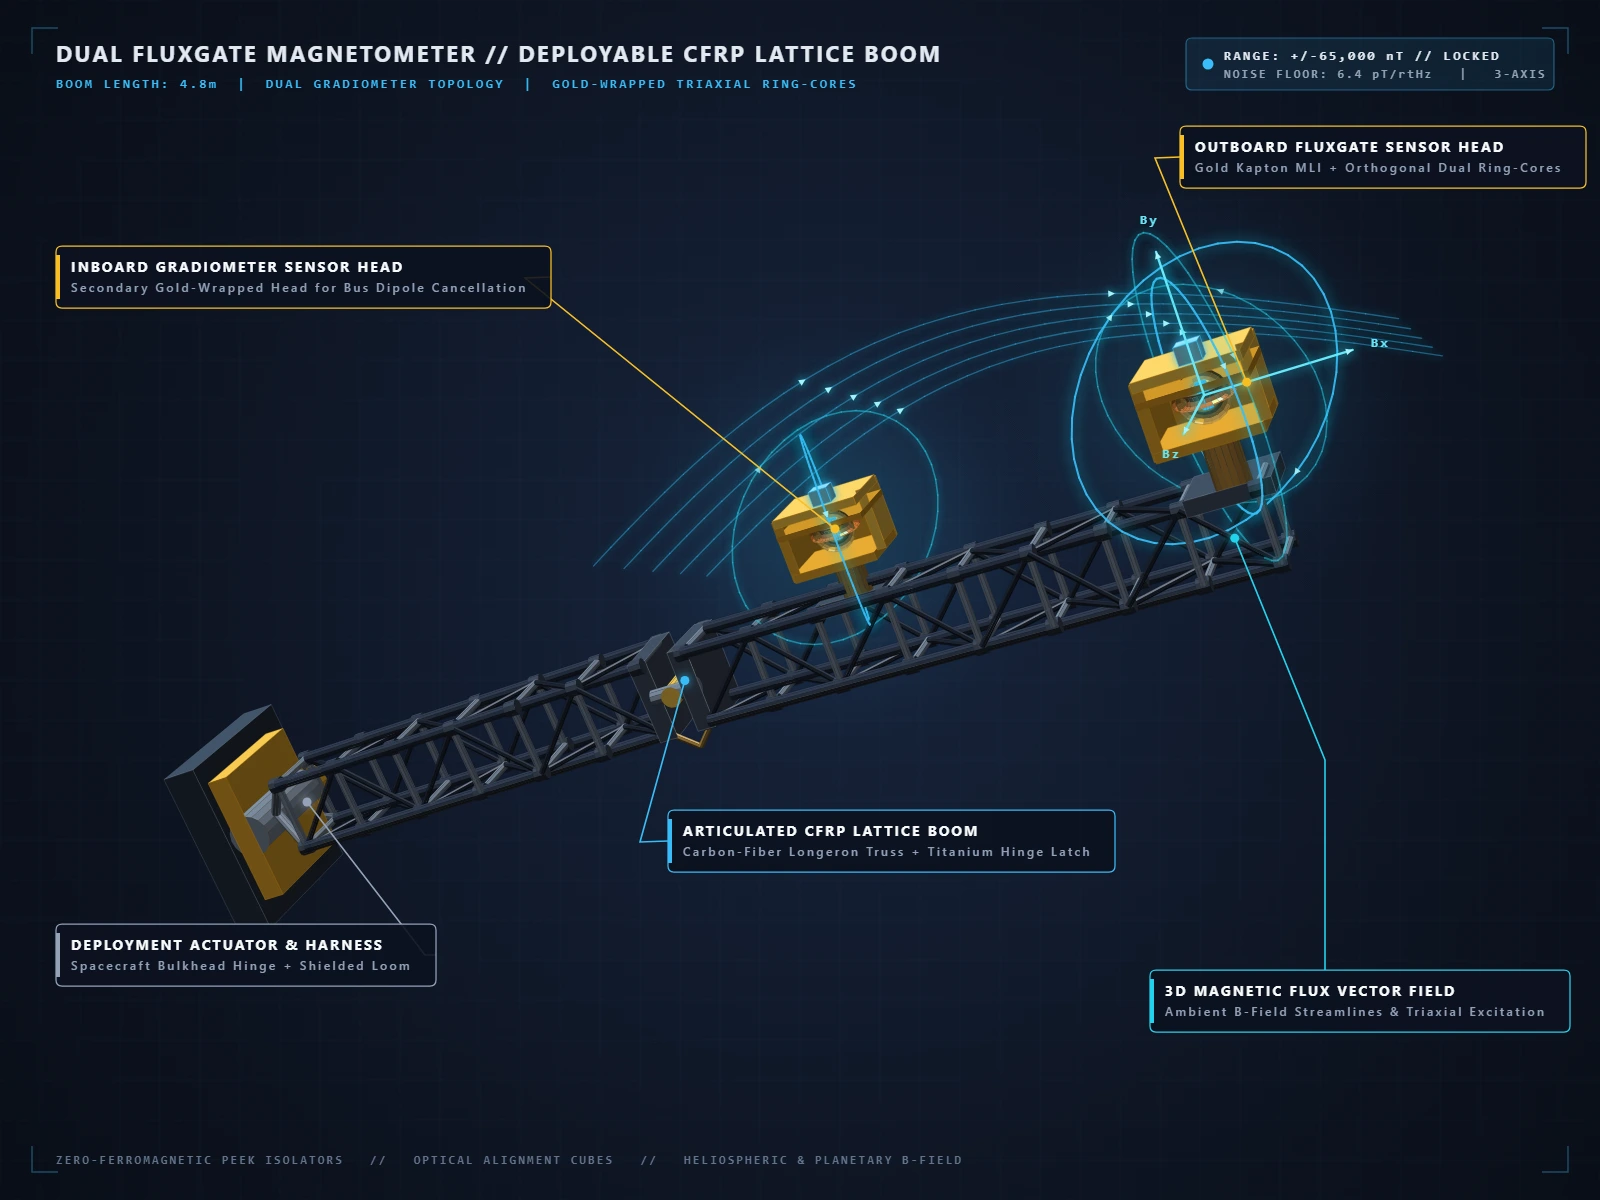 DUAL FLUXGATE MAGNETOMETER // DEPLOYABLE CFRP LATTICE BOOM
BOOM LENGTH: 4.8m | DUAL GRADIOMETER TOPOLOGY | GOLD-WRAPPED TRIAXIAL RING-CORES
RANGE: +/-65,000 nT // LOCKED
NOISE FLOOR: 6.4 pT/rtHz | 3-AXIS
OUTBOARD FLUXGATE SENSOR HEAD
Gold Kapton MLI + Orthogonal Dual Ring-Cores
By
INBOARD GRADIOMETER SENSOR HEAD
Secondary Gold-Wrapped Head for Bus Dipole Cancellation
Bx
Bz
ARTICULATED CFRP LATTICE BOOM
Carbon-Fiber Longeron Truss + Titanium Hinge Latch
DEPLOYMENT ACTUATOR & HARNESS
Spacecraft Bulkhead Hinge + Shielded Loom
3D MAGNETIC FLUX VECTOR FIELD
Ambient B-Field Streamlines & Triaxial Excitation
ZERO-FERROMAGNETIC PEEK ISOLATORS // OPTICAL ALIGNMENT CUBES // HELIOSPHERIC & PLANETARY B-FIELD